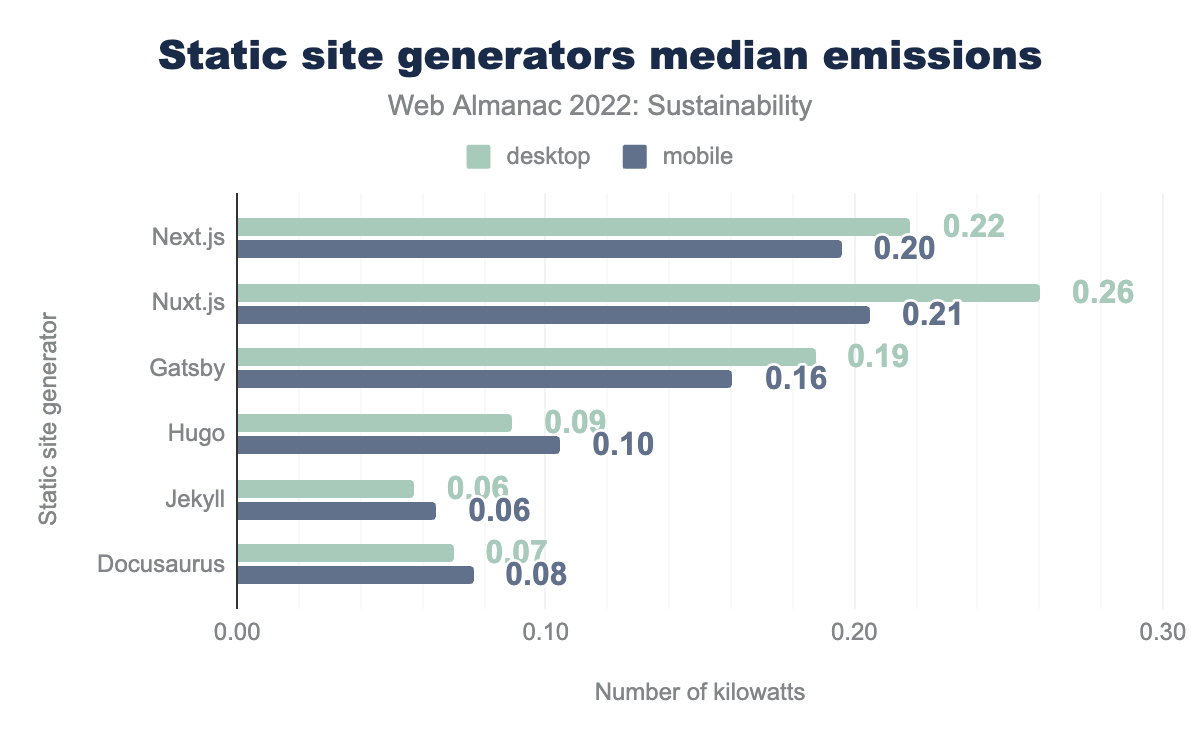 Static site generators median emissions
Web Almanac 2022: Sustainability
desktop
mobile
Static site generator
Next.js
0.22
0.20
Nuxt.js
0.26
0.21
Gatsby
0.19
0.16
Hugo
0.09
0.10
Jekyll
0.06
0.06
Docusaurus
0.07
0.08
0.00 0.10 0.20 0.30
Number of kilowatts